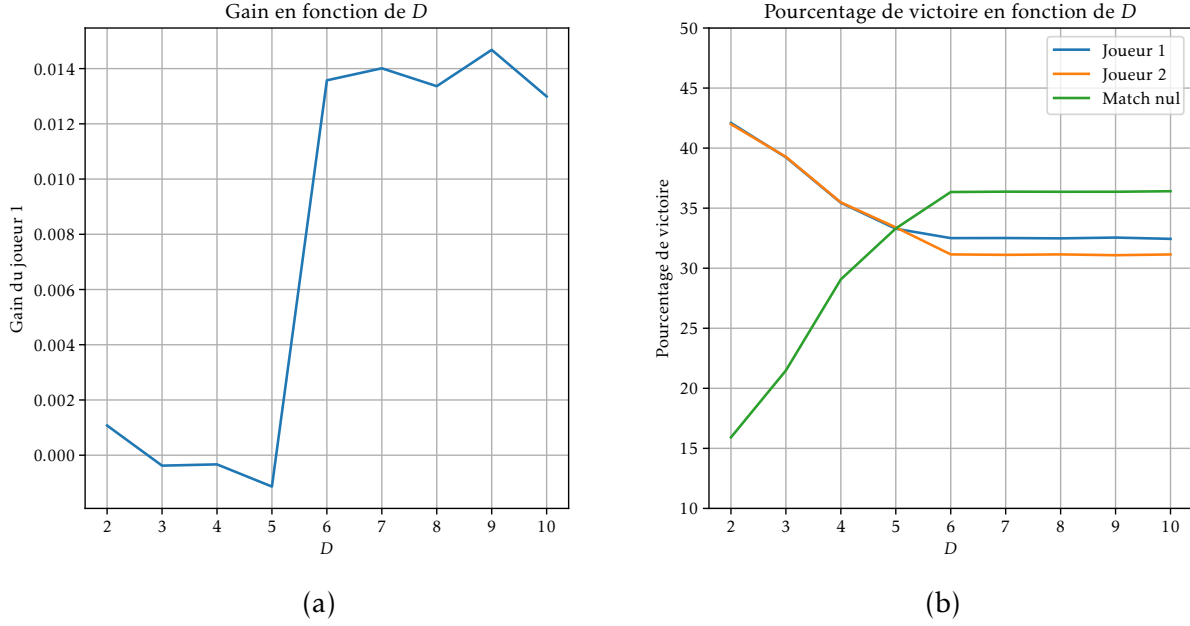 Gain en fonction de D
Gain du joueur 1
0.014
0.012
0.010
0.008
0.006
0.004
0.002
0.000
2 3 4 5 6 7 8 9 10
D
(a)
Pourcentage de victoire en fonction de D
Pourcentage de victoire
50
45
40
35
30
25
20
15
10
Joueur 1
Joueur 2
Match nul
2 3 4 5 6 7 8 9 10
D
(b)